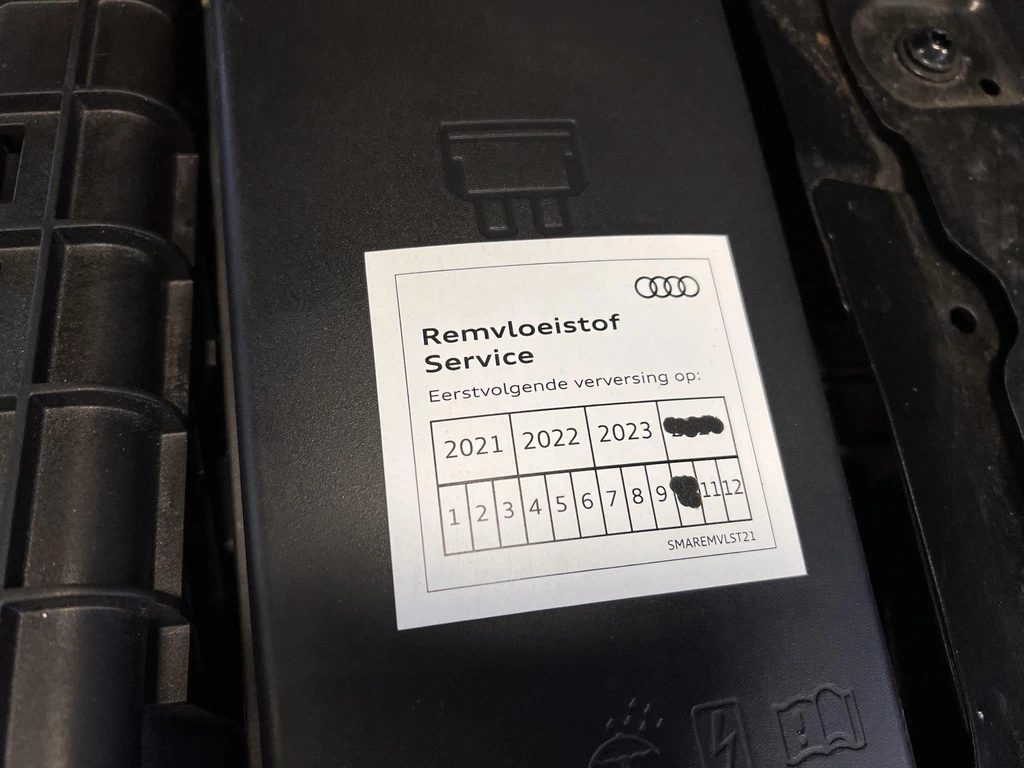 Remvloeistof
Service
Eerstvolgende verversing op:
2021 2022 2023
1 2 3 4 5 6 7 8 9 11 12
SMAREMVLST21